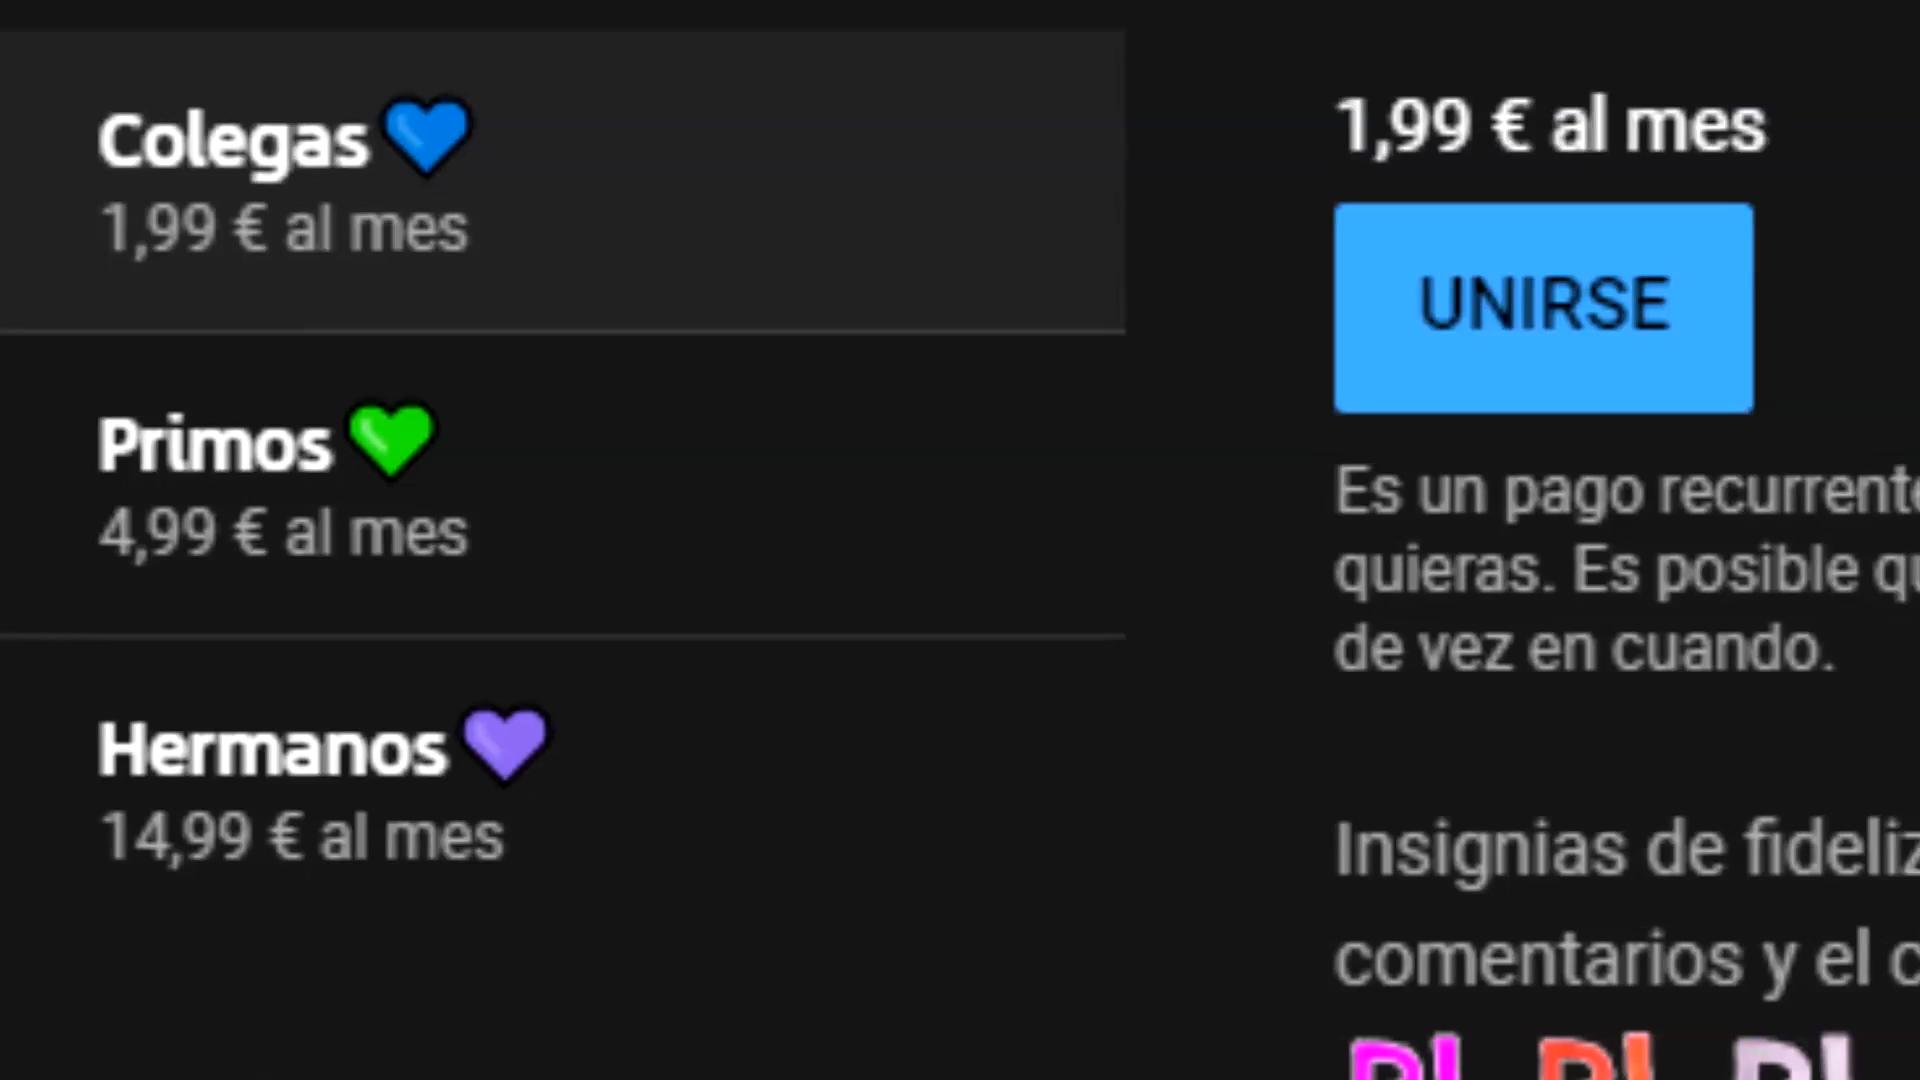 Colegas 💙
1,99 € al mes
Primos 💚
4,99 € al mes
Hermanos 💜
14,99 € al mes
1,99 € al mes
UNIRSE
Es un pago recurrente
quieras. Es posible
de vez en cuando.
Insignias de
comentarios y el